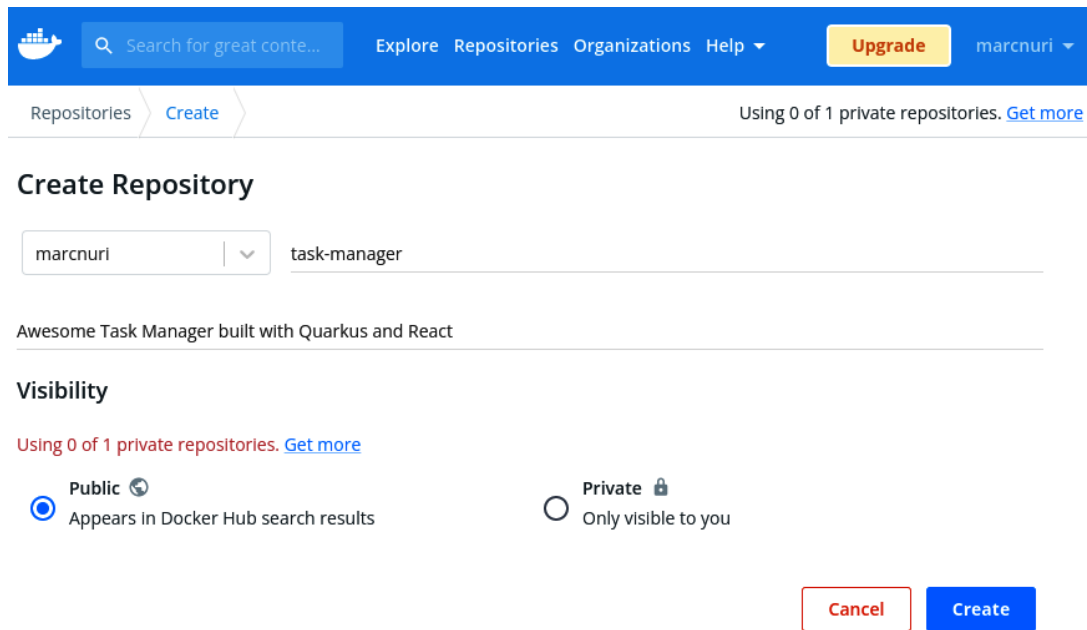 Search for great conte... Explore Repositories Organizations Help Upgrade marcnuri
Repositories Create Using 0 of 1 private repositories. Get more
Create Repository
marcnuri task-manager
Awesome Task Manager built with Quarkus and React
Visibility
Using 0 of 1 private repositories. Get more
Public Private
Appears in Docker Hub search results Only visible to you
Cancel Create